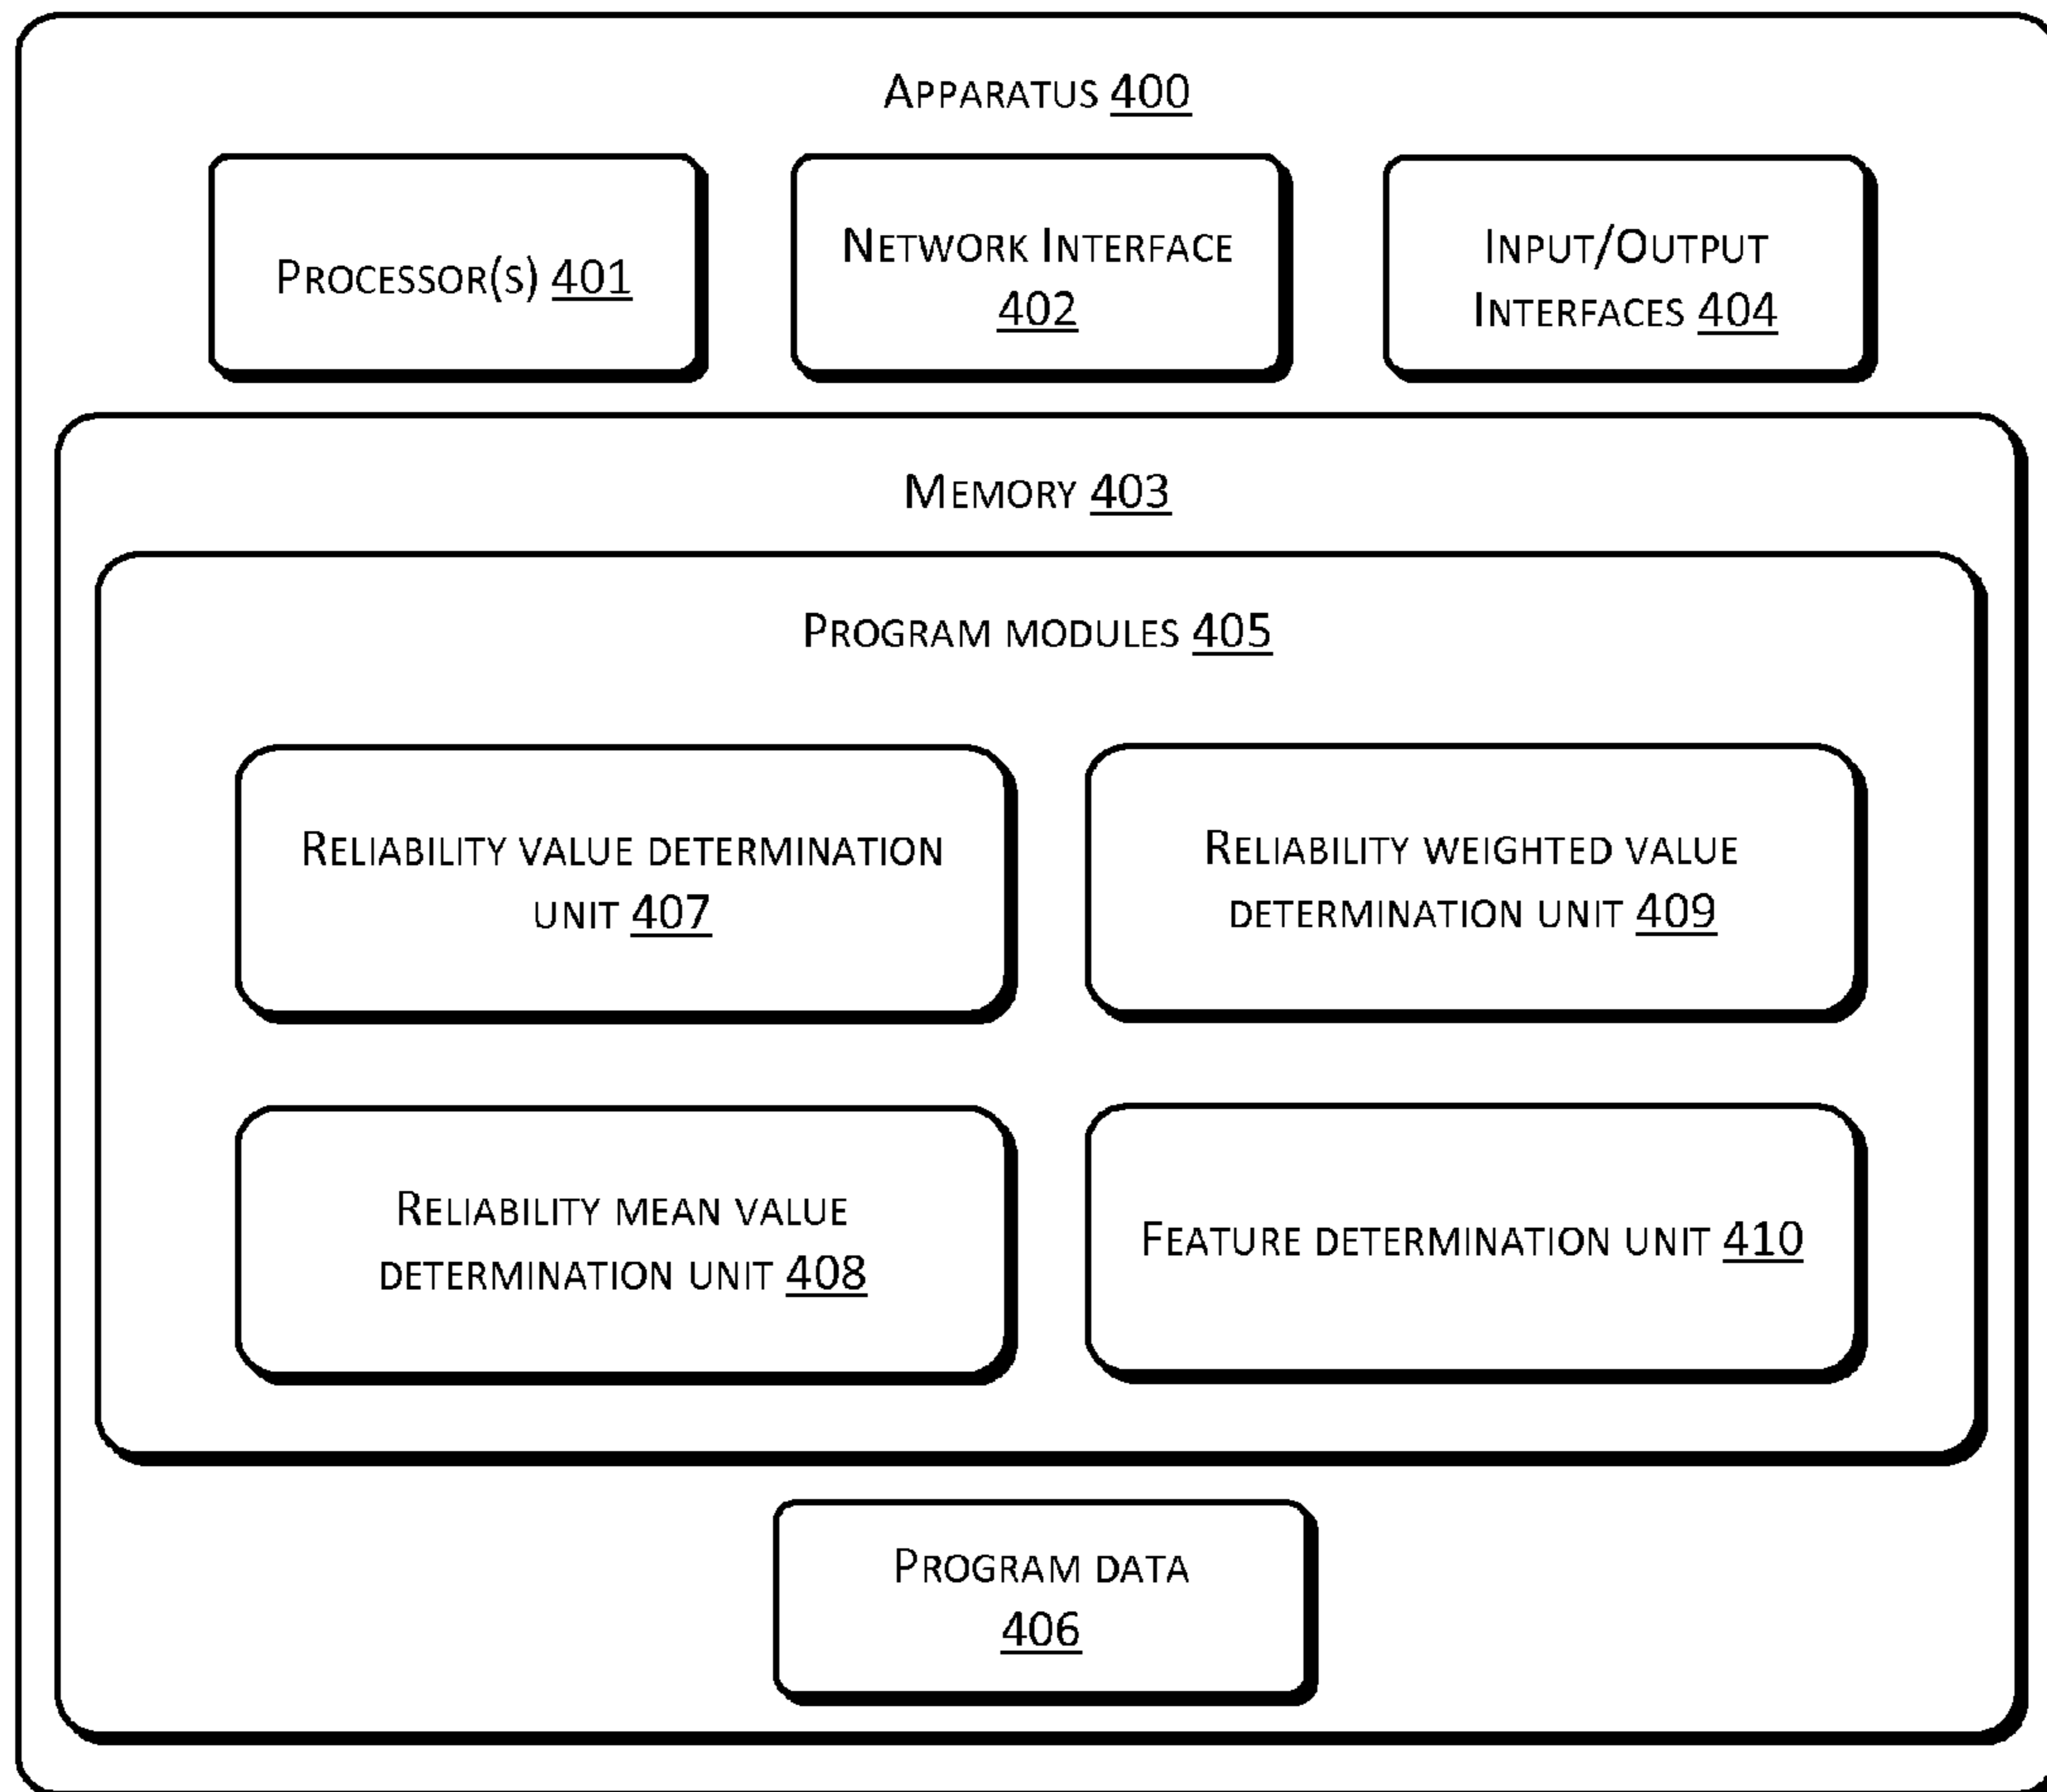 Apparatus 400
Processor(s) 401
Network Interface
402
Input/Output
Interfaces 404
Memory 403
Program modules 405
Reliability value determination
unit 407
Reliability weighted value
determination unit 409
Reliability mean value
determination unit 408
Feature determination unit 410
Program data
406